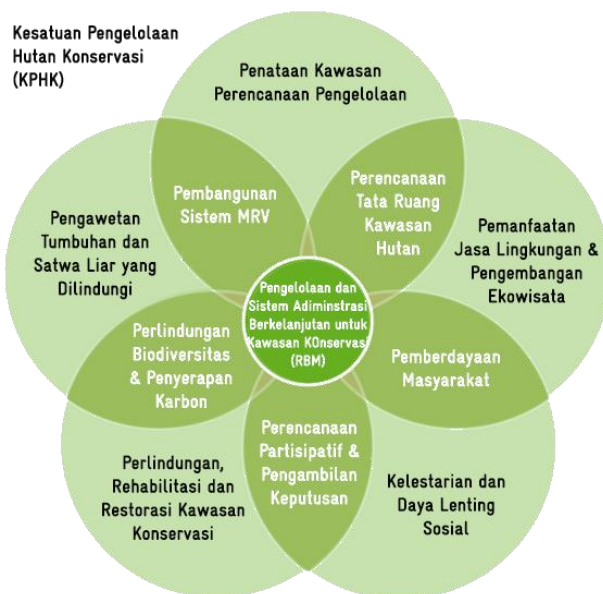 Kesatuan Pengelolaan
Hutan Konservasi
(KPHK)
Penataan Kawasan
Perencanaan Pengelolaan
Pembangunan
Sistem MRV
Perencanaan
Tata Ruang
Kawasan
Hutan
Pengawetan
Tumbuhan dan
Satwa Liar yang
Dilindungi
Pemanfaatan
Jasa Lingkungan &
Pengembangan
Ekowisata
Pengelolaan dan
Sistem Adiminstrasi
Berkelanjutan untuk
Kawasan KOnservasi
(RBM)
Perlindungan
Biodiversitas
& Penyerapan
Karbon
Pemberdayaan
Masyarakat
Perencanaan
Partisipatif &
Pengambilan
Keputusan
Perlindungan,
Rehabilitasi dan
Restorasi Kawasan
Konservasi
Kelestarian dan
Daya Lenting
Sosial